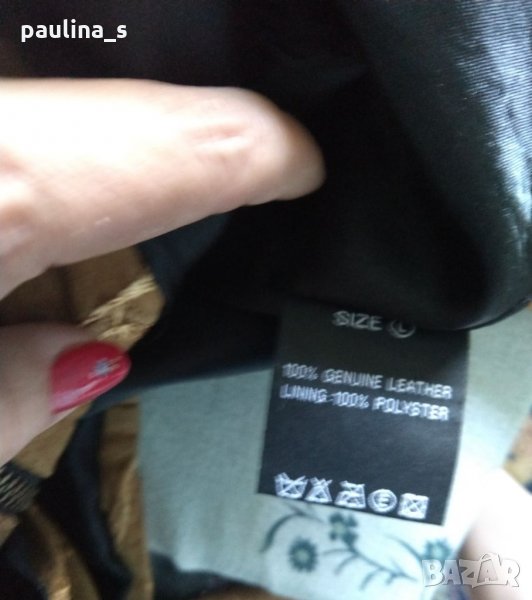 paulina_s
SIZE L
100% GENUINE LEATHER
LINING 100% POLYSTER
E
BAZAR